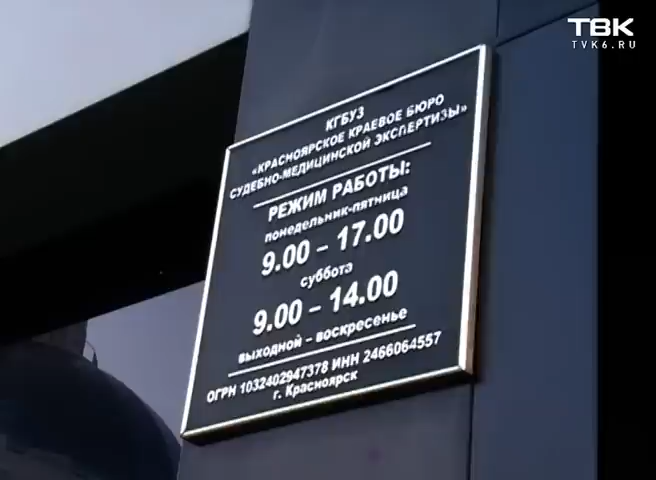 ТВК
TVK6.RU
КГБУЗ
«КРАСНОЯРСКОЕ КРАЕВОЕ БЮРО
СУДЕБНО-МЕДИЦИНСКОЙ ЭКСПЕРТИЗЫ»
РЕЖИМ РАБОТЫ:
понедельник-пятница
9.00 – 17.00
суббота
9.00 – 14.00
выходной – воскресенье
ОГРН 1032402947378 ИНН 2466064557
г. Красноярск